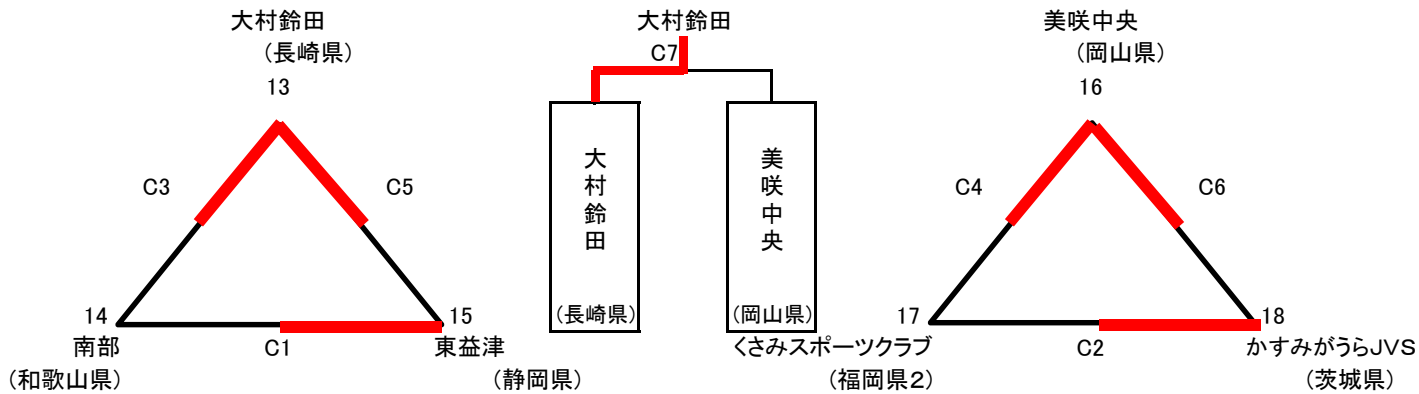 大村鈴田
(長崎県)
13
C3
C5
14
15
南部
C1
東益津
(和歌山県)
(静岡県)
大村鈴田
C7
大村鈴田
(長崎県)
美咲中央
(岡山県)
美咲中央
(岡山県)
16
C4
C6
17
18
くさみスポーツクラブ
C2
かすみがうらJVS
(福岡県2)
(茨城県)